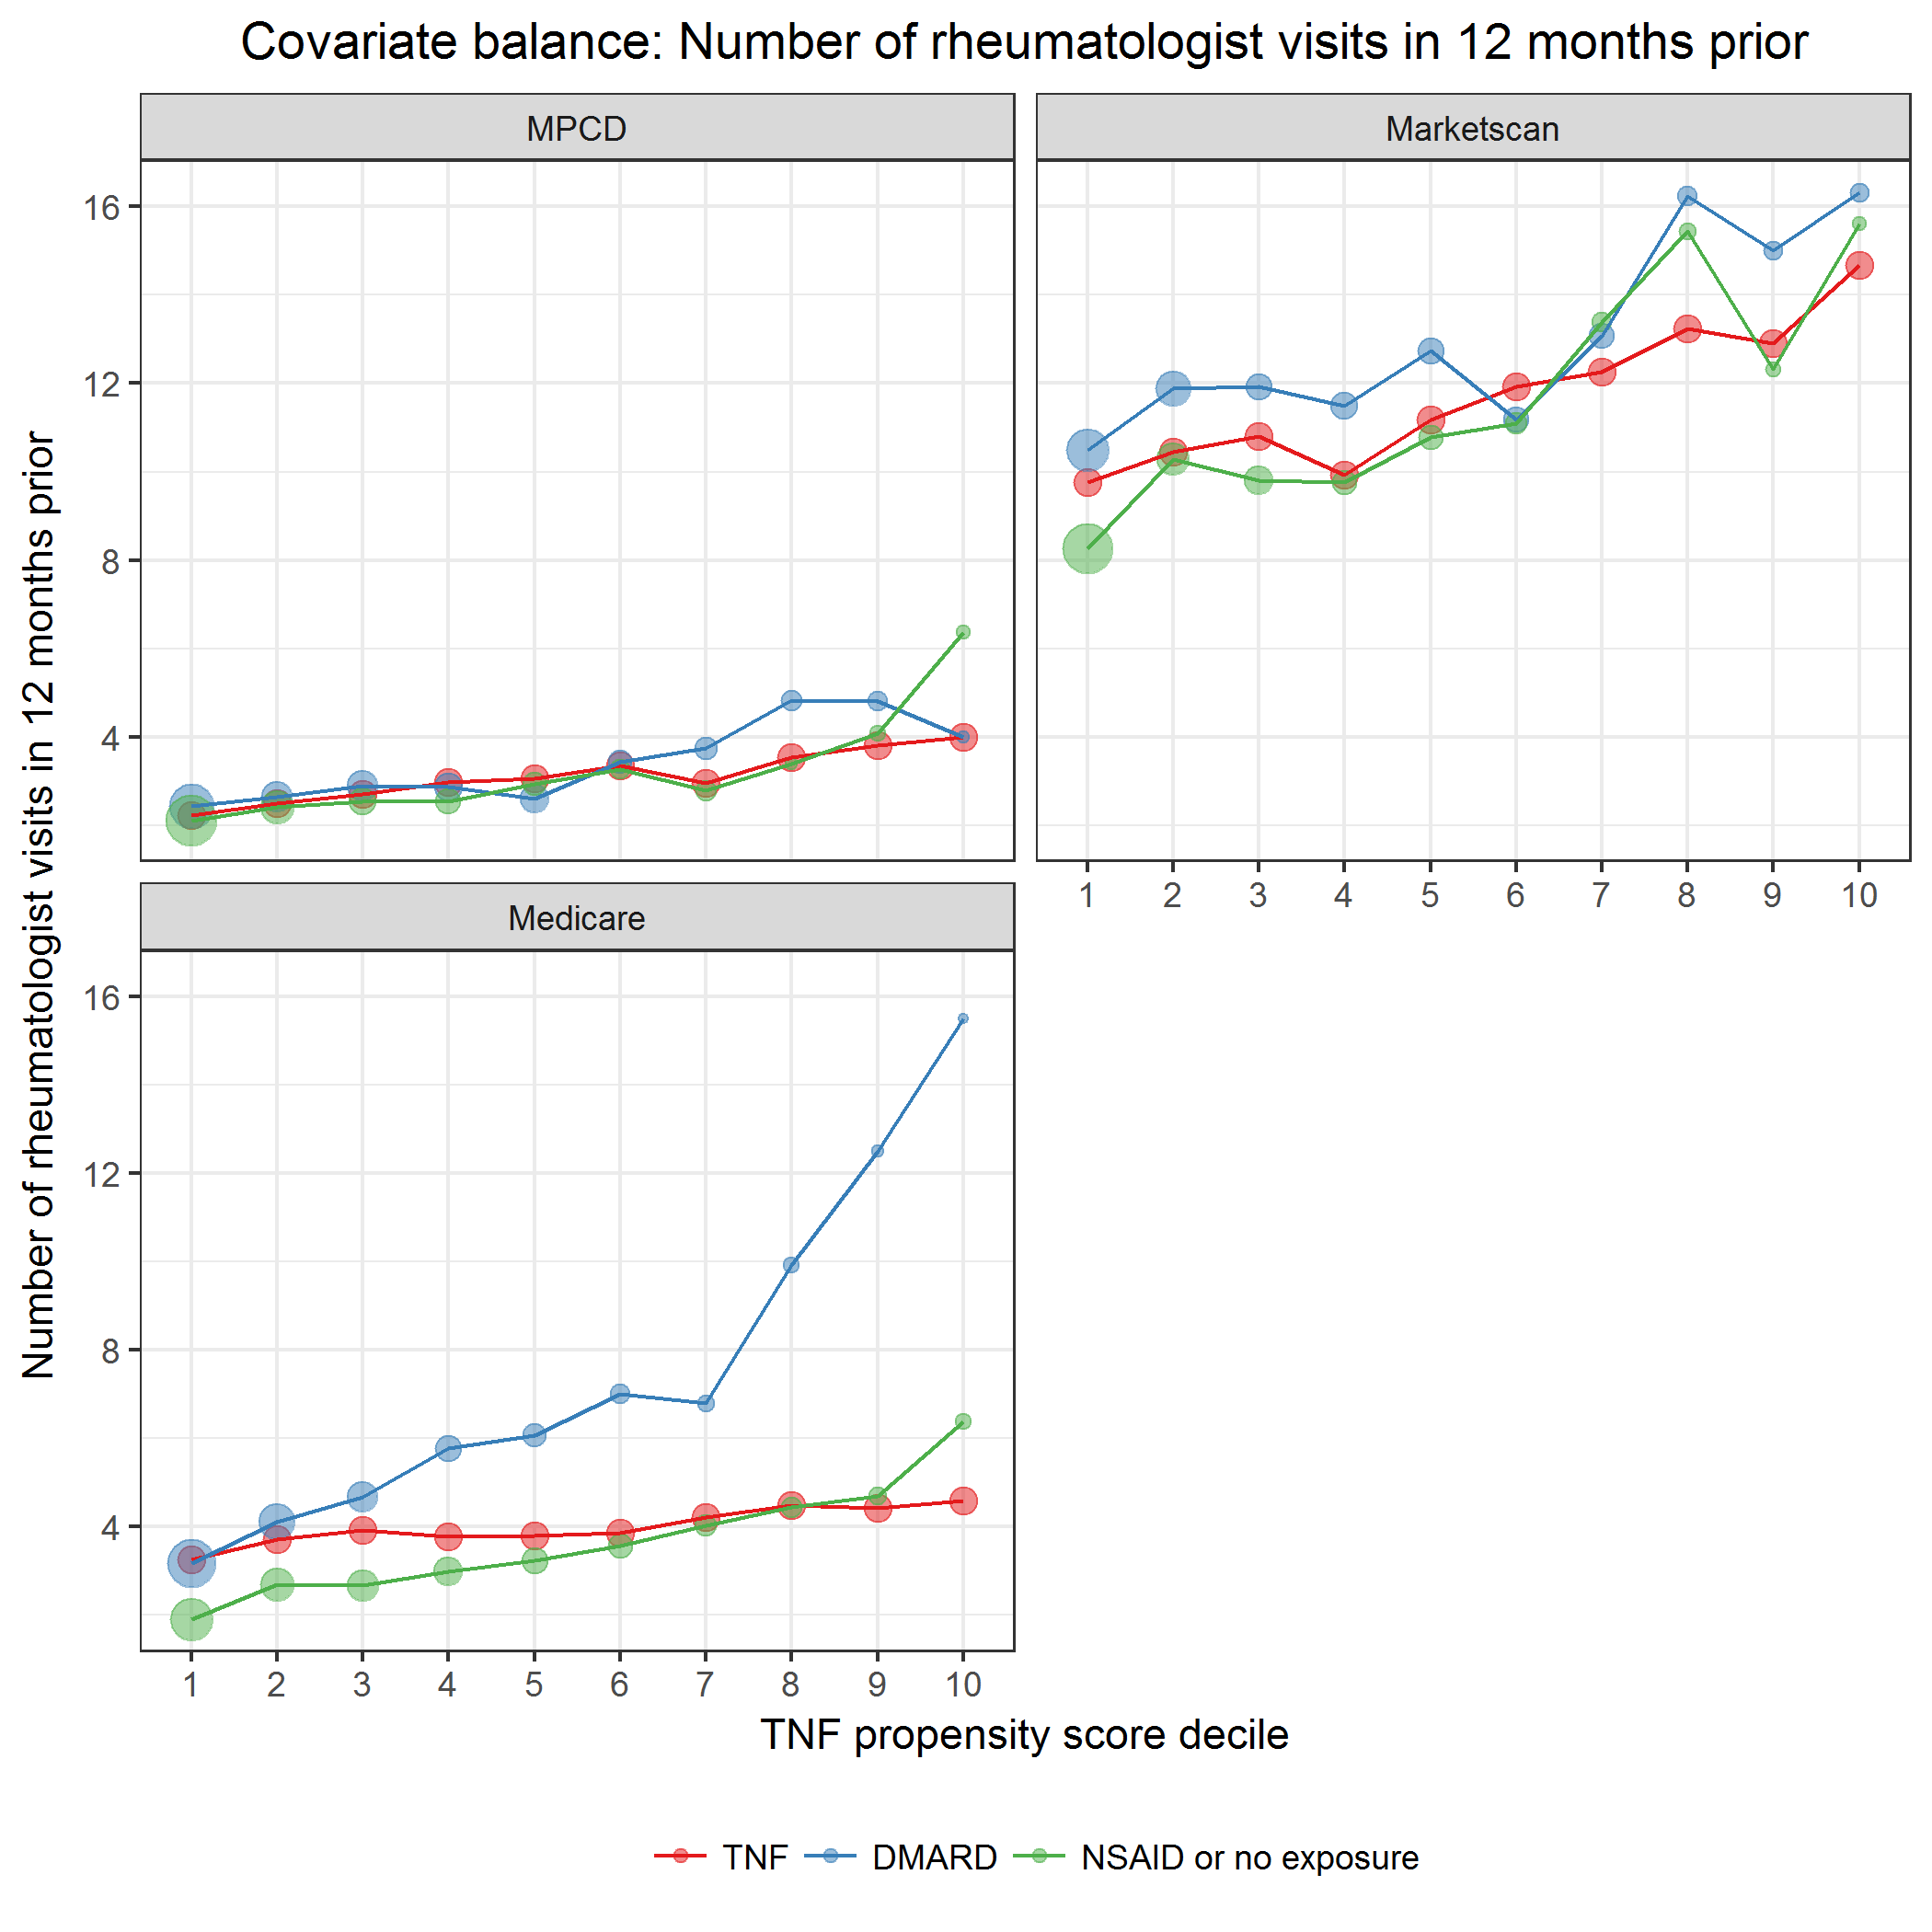 Covariate balance: Number of rheumatologist visits in 12 months prior
MPCD
Marketscan
16
12
8
4
1 2 3 4 5 6 7 8 9 10
Medicare
16
12
8
4
1 2 3 4 5 6 7 8 9 10
Number of rheumatologist visits in 12 months prior
TNF propensity score decile
TNF DMARD NSAID or no exposure